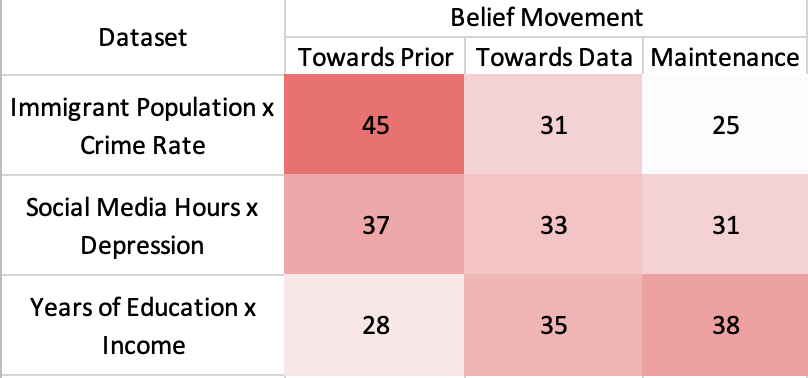 Dataset
Belief Movement
Towards Prior Towards Data Maintenance
Immigrant Population x
Crime Rate
45 31 25
Social Media Hours x
Depression
37 33 31
Years of Education x
Income
28 35 38